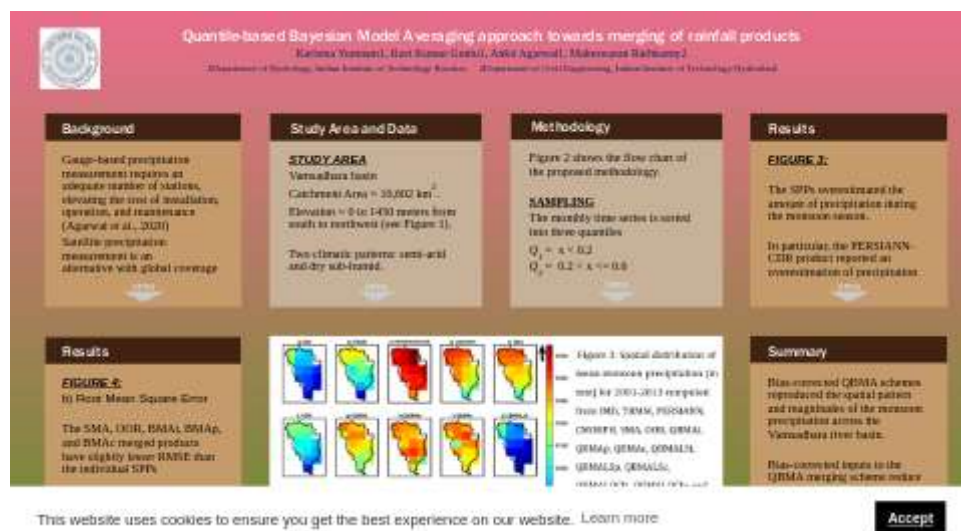 Quantile-based Bayesian Model Averaging approach towards merging of rainfall products
Background
Gauge-based precipitation
measurement requires an
adequate number of stations,
elevating the cost of installation,
operation, and maintenance
(Agarwal et al., 2020)
Satellite precipitation
measurement is an
alternative with global coverage
Study Area and Data
STUDY AREA
Vamsadhara basin
Catchment Area = km2
Elevation = 0 to meters from
south to northwest (see Figure 1).
Two climatic patterns: semi-arid
and dry sub-humid.
Methodology
Figure 2 shows the flow chart of
the proposed methodology.
SAMPLING
The monthly time series is sorted
into three quantiles
Q1 = x < 0.2
Q2 = 0.2 < x <= 0.8
Results
FIGURE 3:
The SPPs overestimated the
amount of precipitation during
the monsoon season.
In particular, the PERSIANN-
CDR product reported an
overestimation of precipitation
Results
FIGURE 4:
b) Root Mean Square Error
The SMA, OOR, BMAi, BMAp,
and BMAc merged products
have slightly lower RMSE than
the individual SPPs
Figure 3. Spatial distribution of
mean monsoon precipitation (in
mm) for 2001-2013 computed
from IMD, TRMM, PERSIANN,
CMORPH, SMA, OOR,
Summary
Bias-corrected QBMA schemes
reproduced the spatial pattern
and magnitudes of the monsoon
precipitation across the
Vamsadhara river basin.
Bias-corrected inputs to the
QBMA merging scheme reduce
This website uses cookies to ensure you get the best experience on our website. Learn more
Accept